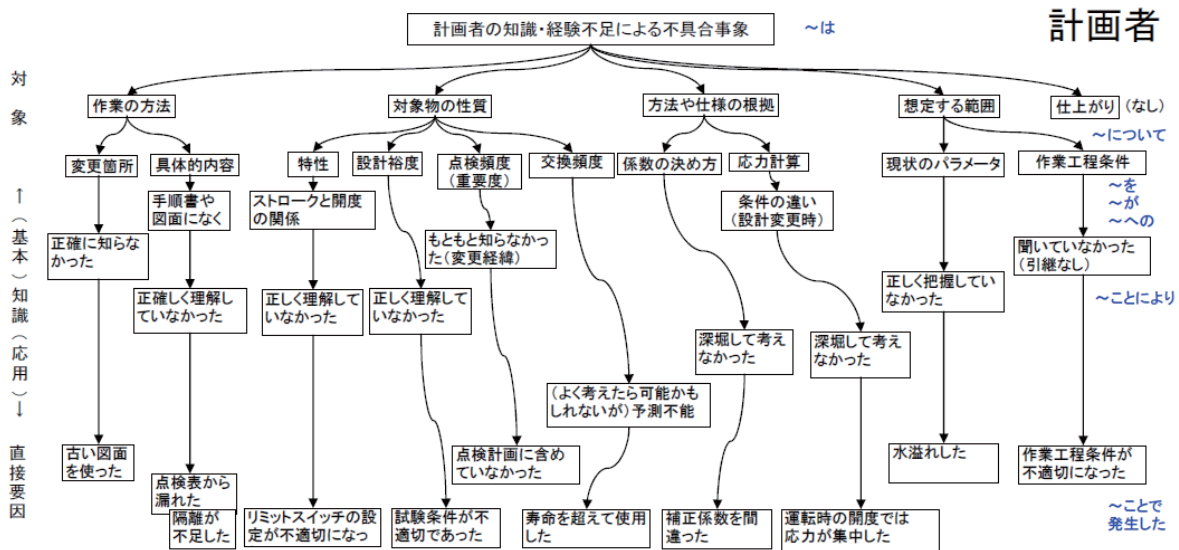 計画者
計画者の知識・経験不足による不具合事象
～は
対
象
作業の方法
対象物の性質
方法や仕様の根拠
想定する範囲
仕上がり
(なし)
～について
変更箇所
具体的内容
特性
設計裕度
点検頻度
(重要度)
交換頻度
係数の決め方
応力計算
現状のパラメータ
作業工程条件
～を
～が
～への
↑(基本)知識(応用)↓
手順書や
図面になく
ストロークと開度
の関係
条件の違い
(設計変更時)
正確に知らな
かった
もともと知らなかっ
た(変更経緯)
聞いていなかった
(引継なし)
正確しく理解し
ていなかった
正しく理解して
いなかった
正しく理解して
いなかった
正しく把握してい
なかった
～ことにより
深堀して考え
なかった
深堀して考え
なかった
(よく考えたら可能かも
しれないが)予測不能
直接要因
古い図面
を使った
点検表から
漏れた
隔離が
不足した
リミットスイッチの設
定が不適切になっ
試験条件が不
適切であった
点検計画に含め
ていなかった
寿命を超えて使用
した
補正係数を間
違った
運転時の開度では
応力が集中した
水溢れした
作業工程条件が
不適切になった
～ことで
発生した